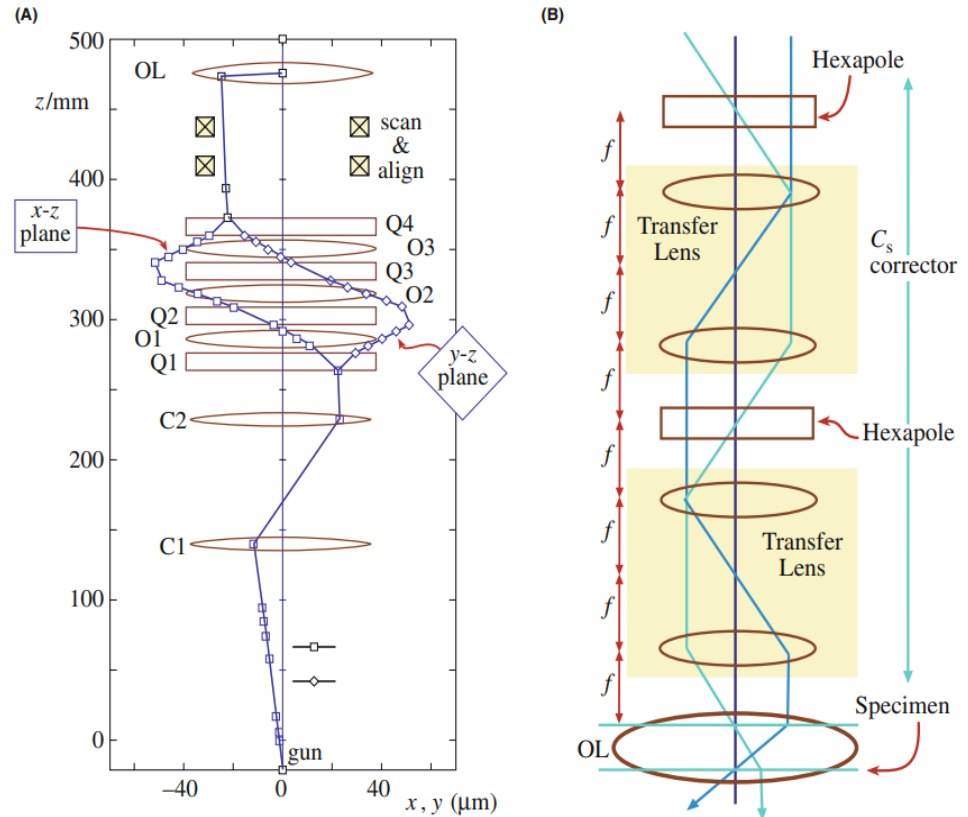 (A)
500
OL
z/mm
scan
&
align
400
x-z
plane
Q4
O3
Q3
O2
300
Q2
O1
Q1
y-z
plane
C2
200
C1
100
0
gun
−40
0
40
x , y (μm)
(B)
Hexapole
f
f
Transfer
Lens
Cs
corrector
f
f
f
Hexapole
f
f
Transfer
Lens
f
f
f
Specimen
OL